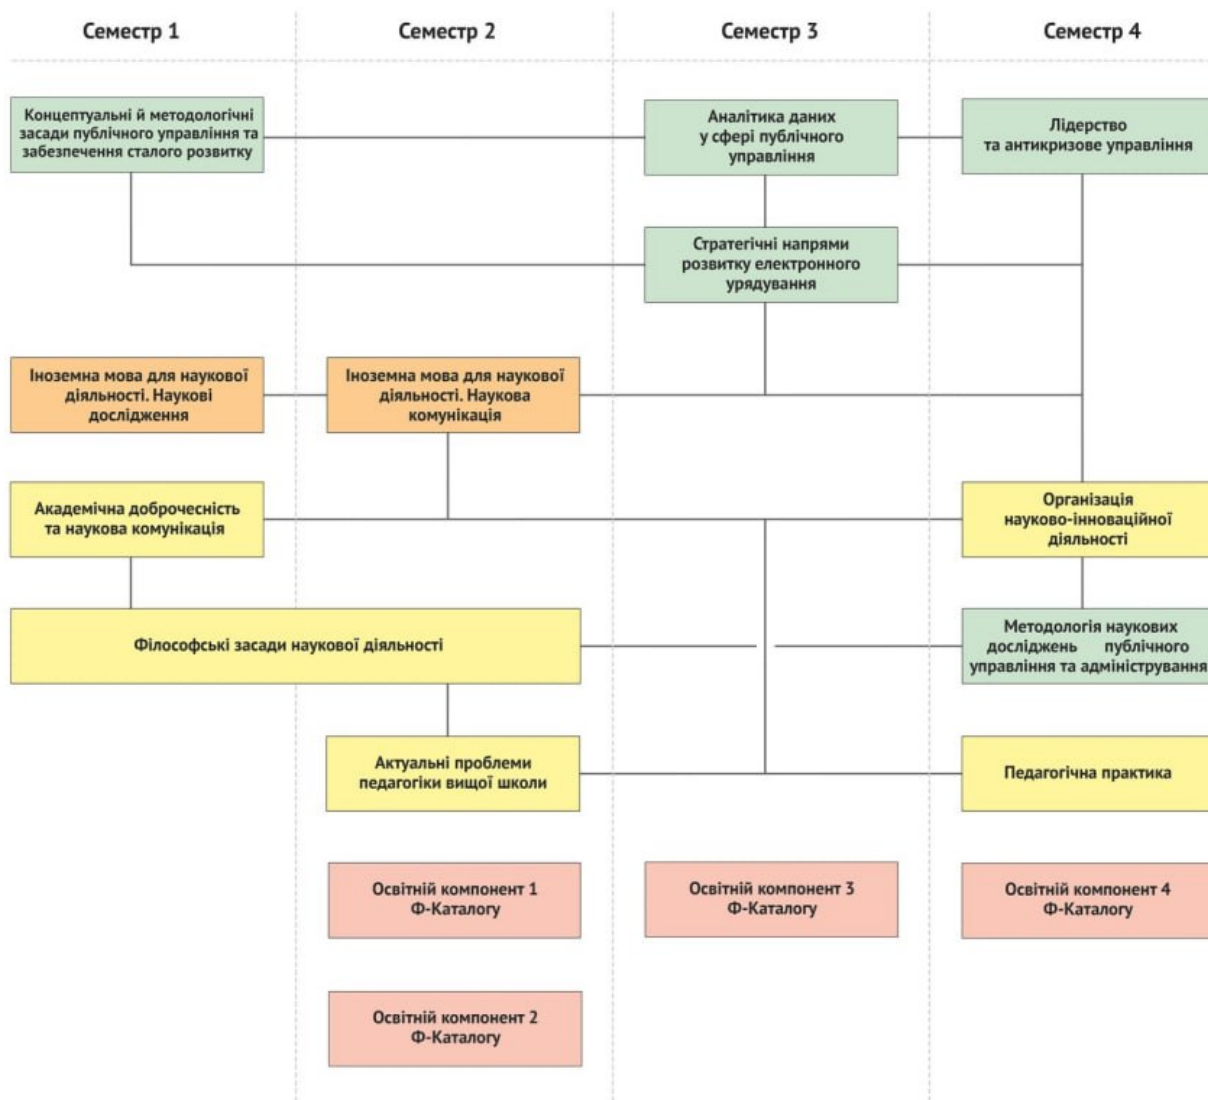 Семестр 1
Семестр 2
Семестр 3
Семестр 4
Концептуальні й методологічні
засади публічного управління та
забезпечення сталого розвитку
Аналітика даних
у сфері публічного
управління
Лідерство
та антикризове управління
Стратегічні напрями
розвитку електронного
урядування
Іноземна мова для наукової
діяльності. Наукові
дослідження
Іноземна мова для наукової
діяльності. Наукова
комунікація
Академічна доброчесність
та наукова комунікація
Організація
науково-інноваційної
діяльності
Філософські засади наукової діяльності
Методологія наукових
досліджень публічного
управління та адміністрування
Актуальні проблеми
педагогіки вищої школи
Педагогічна практика
Освітній компонент 1
Ф-Каталогу
Освітній компонент 3
Ф-Каталогу
Освітній компонент 4
Ф-Каталогу
Освітній компонент 2
Ф-Каталогу